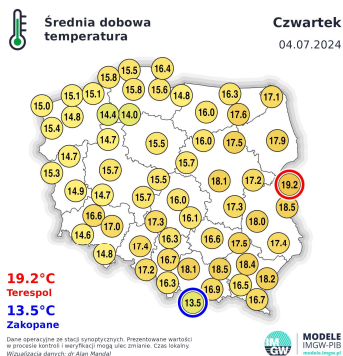 Średnia dobowa
temperatura
Czwartek
04.07.2024
15.5 16.4
15.8
15.0 15.1 15.1 15.8 15.6 14.8 16.3 17.1
14.8 14.4 14.0 16.0 17.6
15.4
14.7 15.5 16.0 17.5 17.9
14.7 15.7
15.3 15.7 15.5 18.1 17.2 19.2
14.9 14.7 16.0 17.3 18.5
16.6 17.0 17.3 16.1 18.0
14.6 16.3 16.6 17.4
17.4
14.8 16.7
17.2 18.1 18.5 18.4
16.3 16.5 18.2
13.5 16.9 16.7
19.2°C
Terespol
13.5°C
Zakopane
Dane operacyjne ze stacji synoptycznych. Prezentowane wartości
w procesie kontroli i weryfikacji mogą ulec zmianie. Czas lokalny.
Wizualizacja danych: dr Alan Mandal
IM
GW
MODELE
IMGW-PIB
modele.imgw.pl